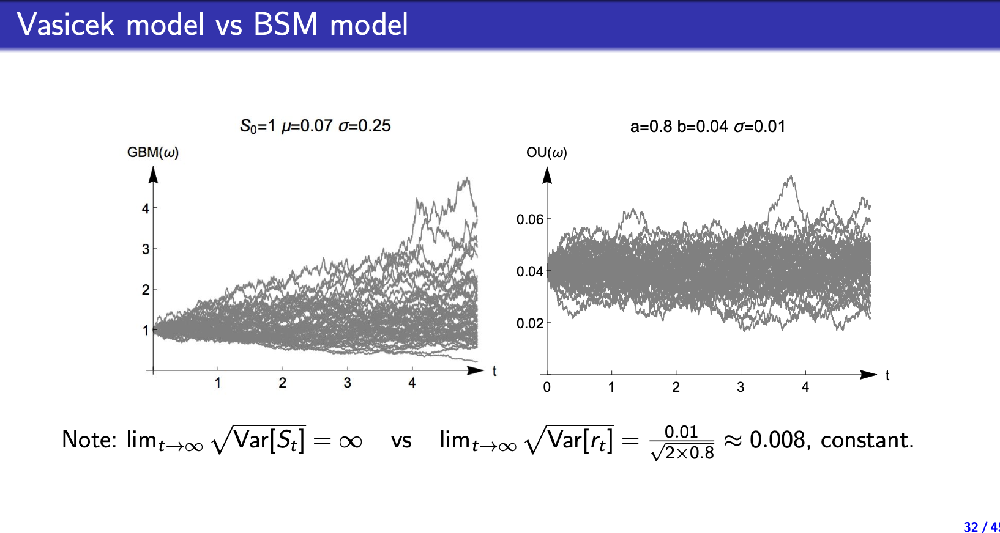 Vasicek model vs BSM model
S₀=1 μ=0.07 σ=0.25
GBM(ω)
4
3
2
1
1 2 3 4
t
a=0.8 b=0.04 σ=0.01
OU(ω)
0.06
0.04
0.02
0 1 2 3 4
t
Note: lim_{t→∞} √Var[S_t] = ∞ vs lim_{t→∞} √Var[r_t] = 0.01/√2×0.8 ≈ 0.008, constant.
32 / 45